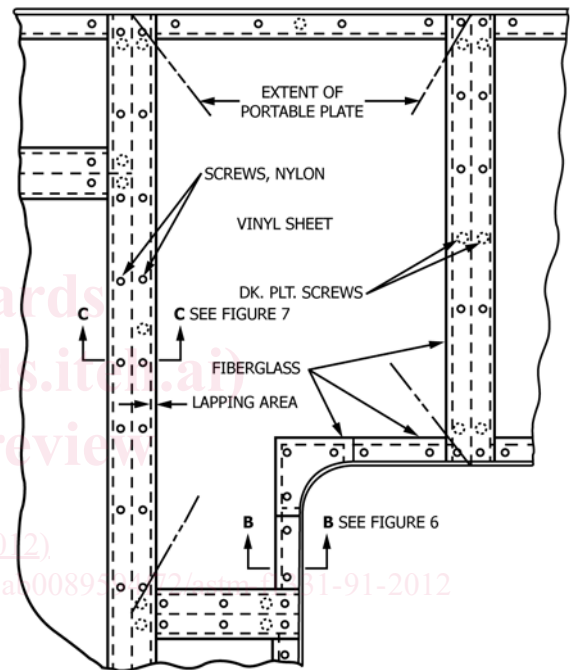 EXTENT OF
PORTABLE PLATE
SCREWS, NYLON
VINYL SHEET
DK. PLT. SCREWS
C C SEE FIGURE 7
FIBERGLASS
LAPPING AREA
B B SEE FIGURE 6